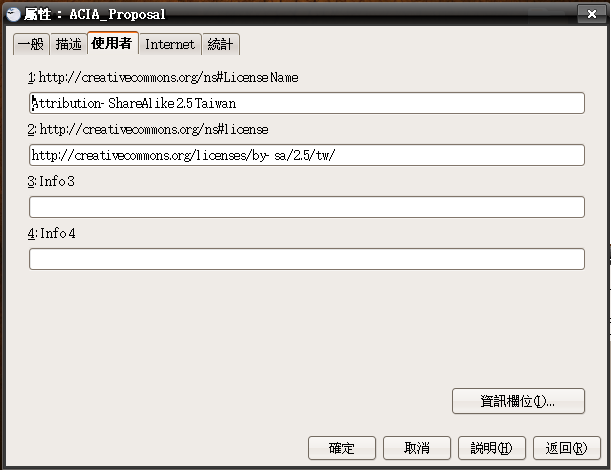 屬性： ACIA_Proposal
一般 描述 使用者 Internet 統計
1: http://creativecommons.org/ns#LicenseName
Attribution-ShareAlike 2.5 Taiwan
2: http://creativecommons.org/ns#license
http://creativecommons.org/licenses/by-sa/2.5/tw/
3: Info 3
4: Info 4
資訊欄位(I)...
確定 取消 說明(H) 返回(R)